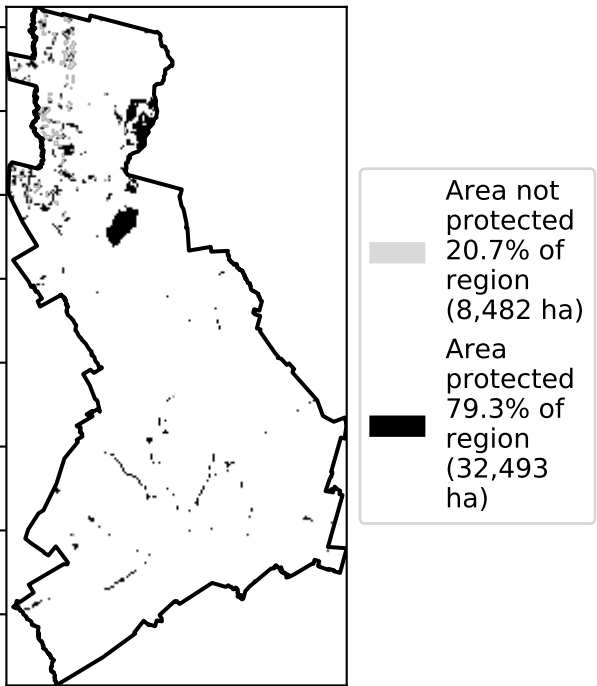 Area not
protected
20.7% of
region
(8,482 ha)
Area
protected
79.3% of
region
(32,493
ha)